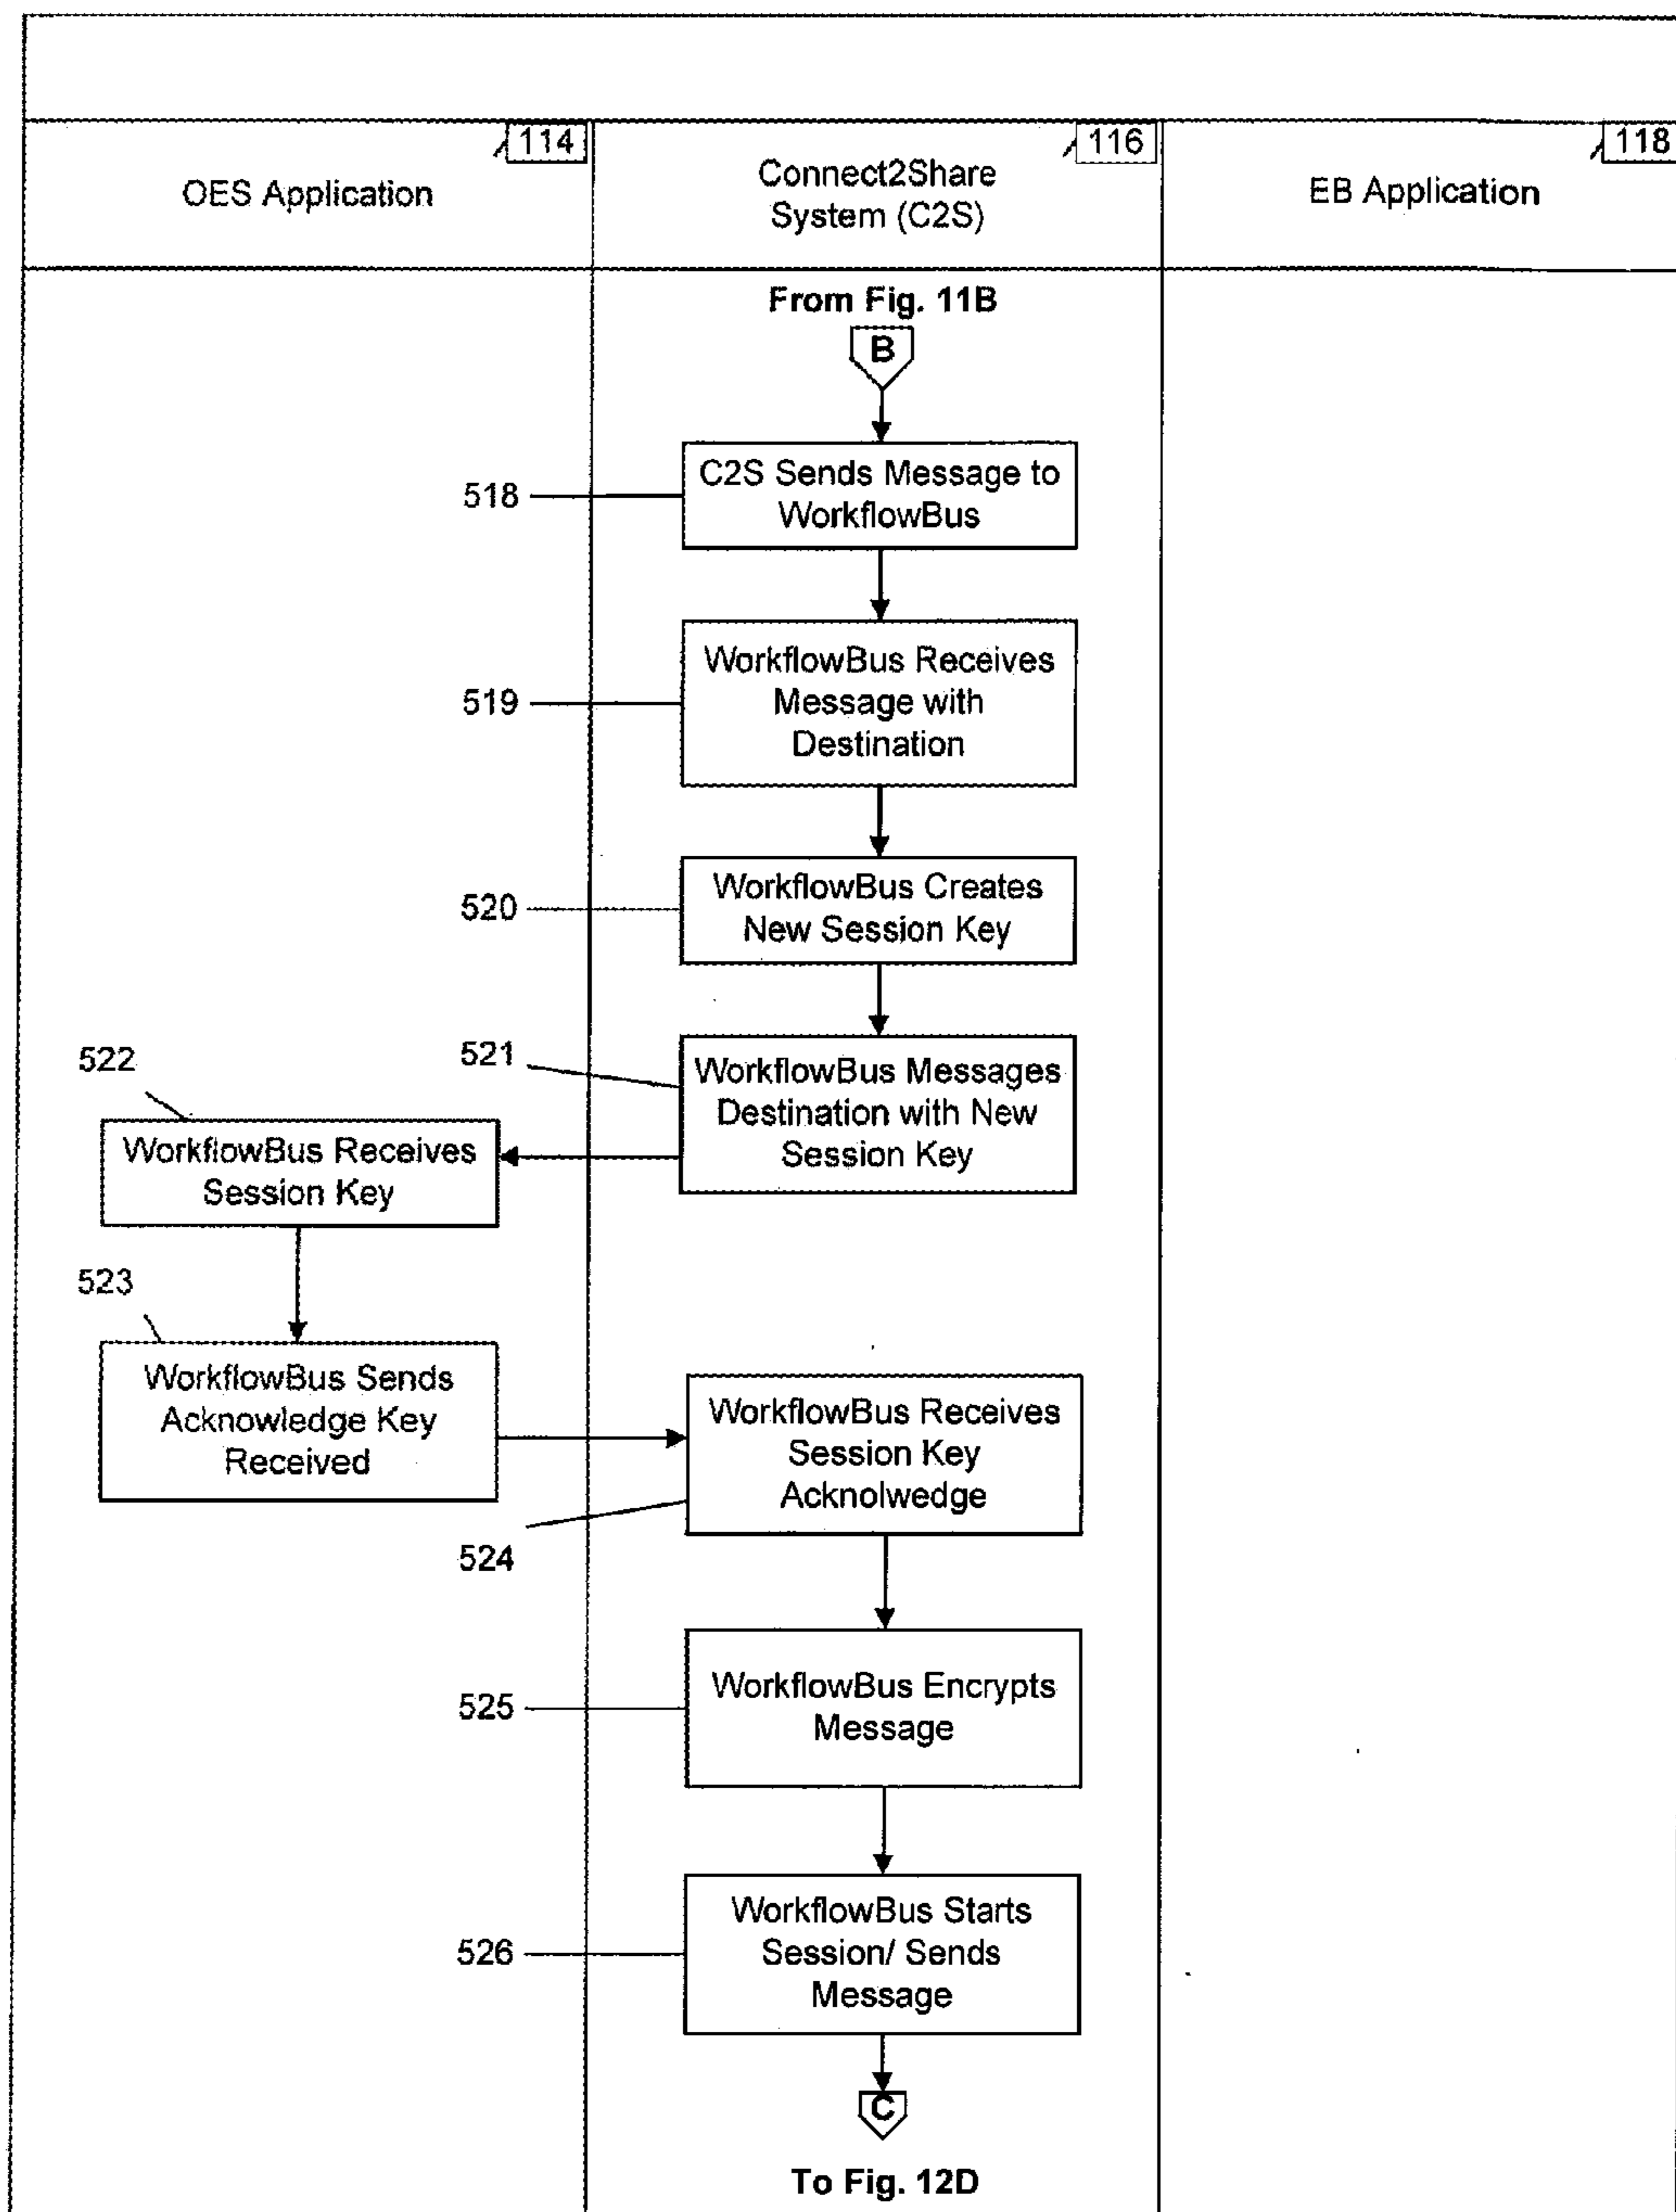 114
OES Application
116
Connect2Share
System (C2S)
118
EB Application
From Fig. 11B
B
518
C2S Sends Message to
WorkflowBus
519
WorkflowBus Receives
Message with
Destination
520
WorkflowBus Creates
New Session Key
521
WorkflowBus Messages
Destination with New
Session Key
522
WorkflowBus Receives
Session Key
523
WorkflowBus Sends
Acknowledge Key
Received
524
WorkflowBus Receives
Session Key
Acknolwedge
525
WorkflowBus Encrypts
Message
526
WorkflowBus Starts
Session/ Sends
Message
C
To Fig. 12D